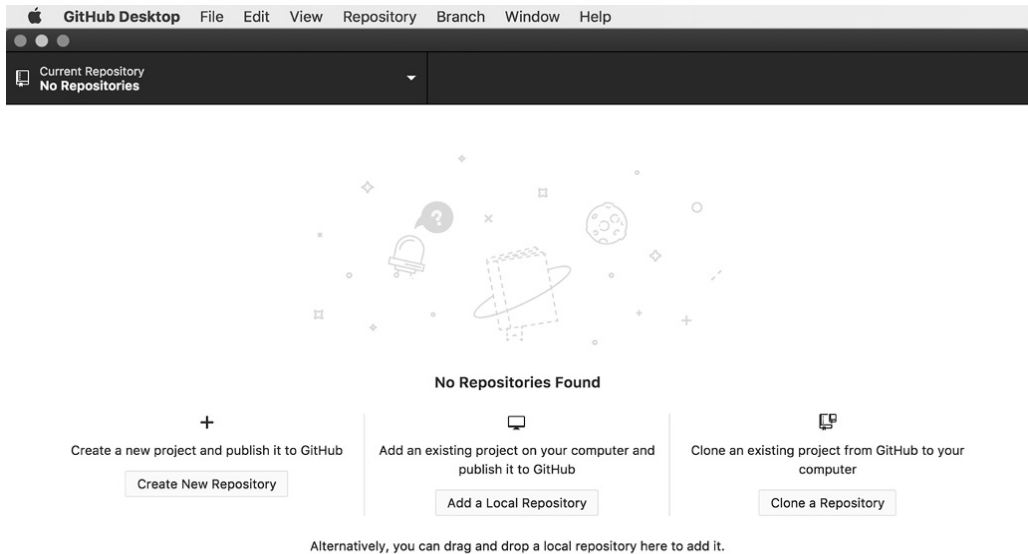 GitHub Desktop File Edit View Repository Branch Window Help
Current Repository
No Repositories
?
No Repositories Found
Create a new project and publish it to GitHub
Create New Repository
Add an existing project on your computer and
publish it to GitHub
Add a Local Repository
Clone an existing project from GitHub to your
computer
Clone a Repository
Alternatively, you can drag and drop a local repository here to add it.